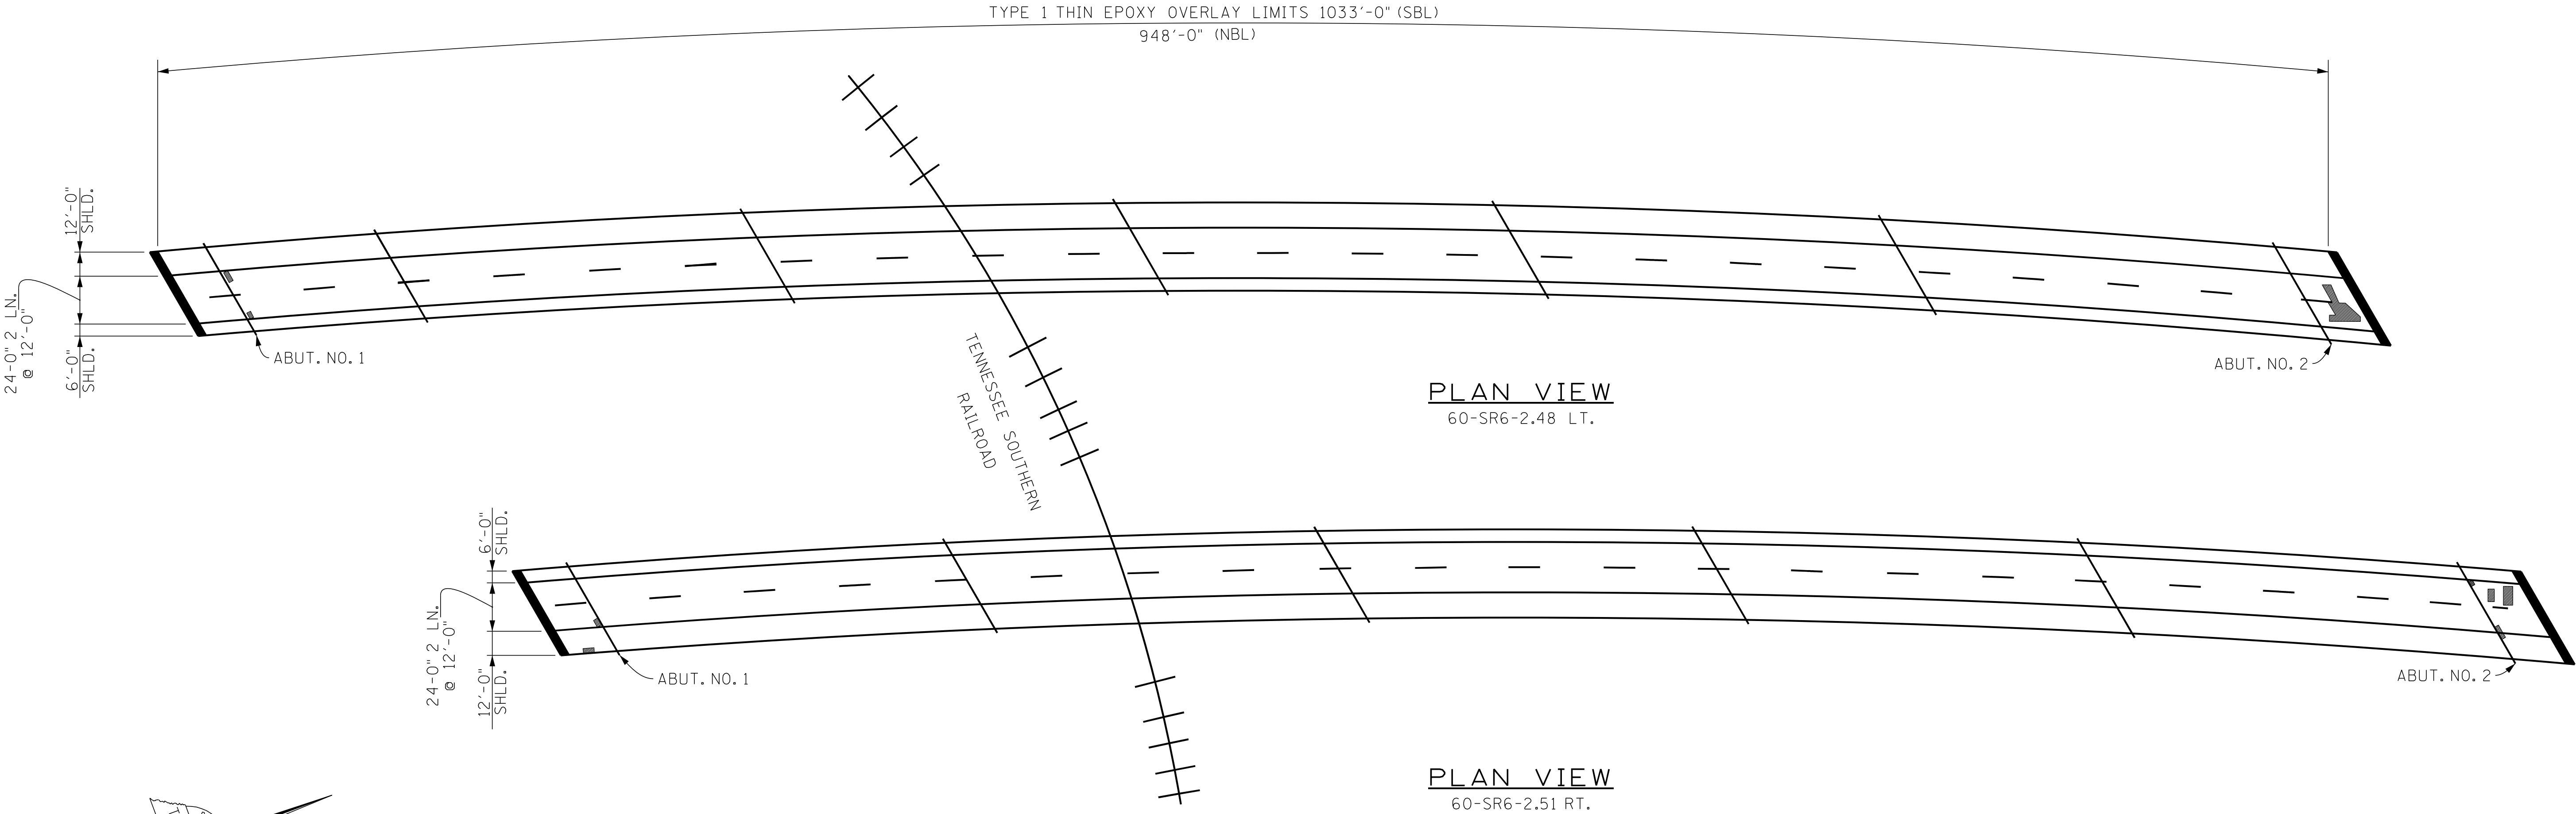 TYPE 1 THIN EPOXY OVERLAY LIMITS 1033'-0" (SBL)
948'-0" (NBL)
12'-0"
SHLD.
24-0" 2 LN.
@ 12'-0"
6'-0"
SHLD.
ABUT. NO. 1
TENNESSEE SOUTHERN
RAILROAD
ABUT. NO. 2
PLAN VIEW
60-SR6-2.48 LT.
6'-0"
SHLD.
24-0" 2 LN.
@ 12'-0"
12'-0"
SHLD.
ABUT. NO. 1
ABUT. NO. 2
PLAN VIEW
60-SR6-2.51 RT.